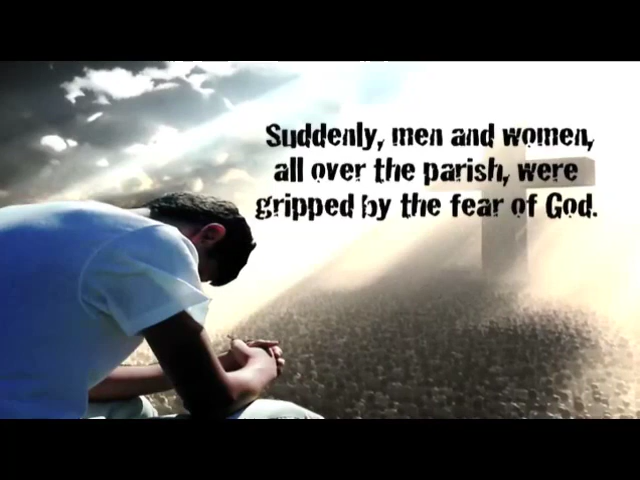 Suddenly, men and women,
all over the parish, were
gripped by the fear of God.